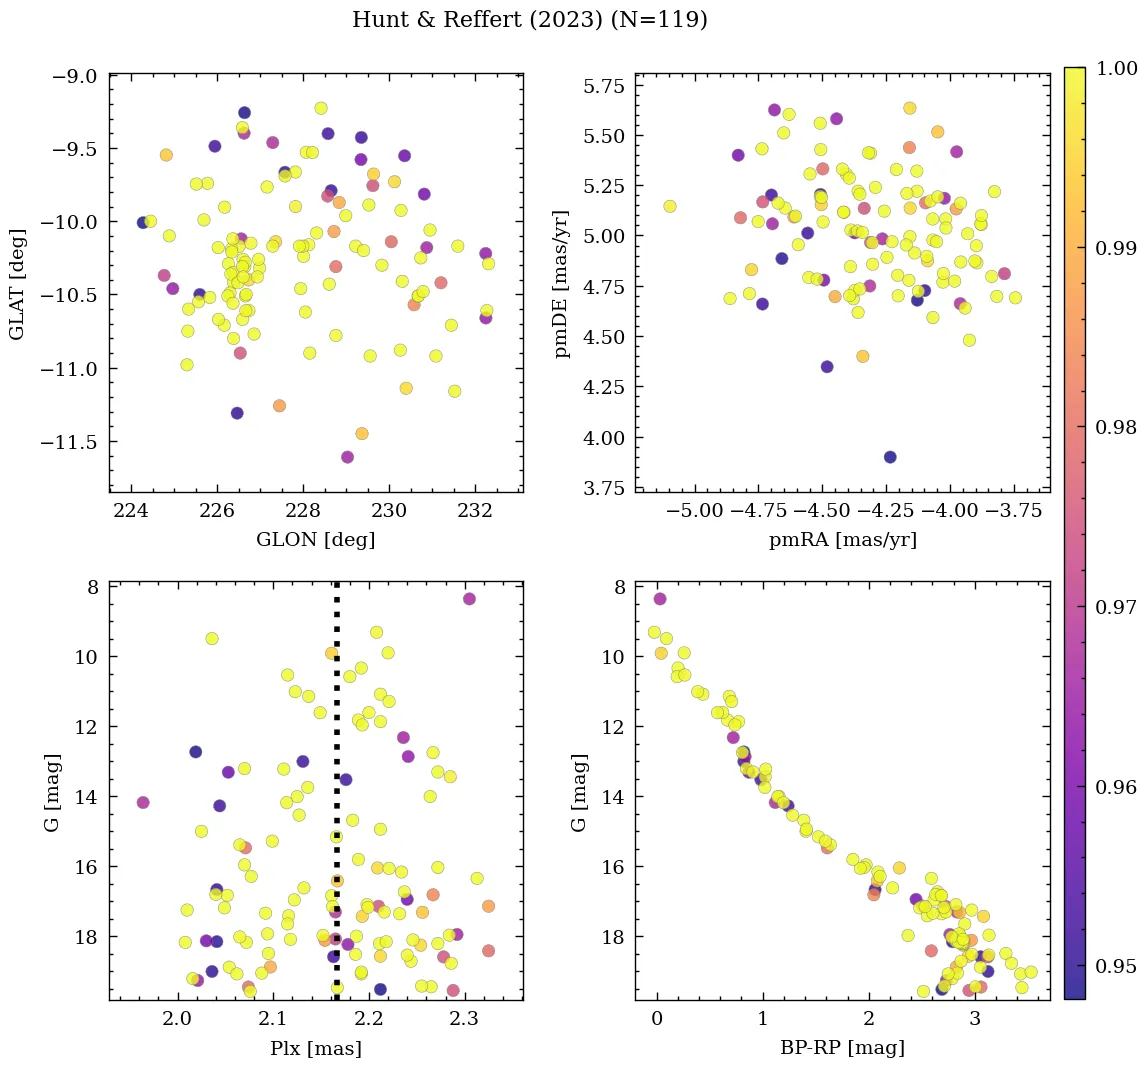 Hunt & Reffert (2023) (N=119)
−9.0
−9.5
−10.0
−10.5
−11.0
−11.5
GLAT [deg]
224 226 228 230 232
GLON [deg]
5.75
5.50
5.25
5.00
4.75
4.50
4.25
4.00
3.75
pmDE [mas/yr]
−5.00 −4.75 −4.50 −4.25 −4.00 −3.75
pmRA [mas/yr]
8
10
12
14
16
18
G [mag]
2.0 2.1 2.2 2.3
Plx [mas]
8
10
12
14
16
18
G [mag]
0 1 2 3
BP-RP [mag]
1.00
0.99
0.98
0.97
0.96
0.95